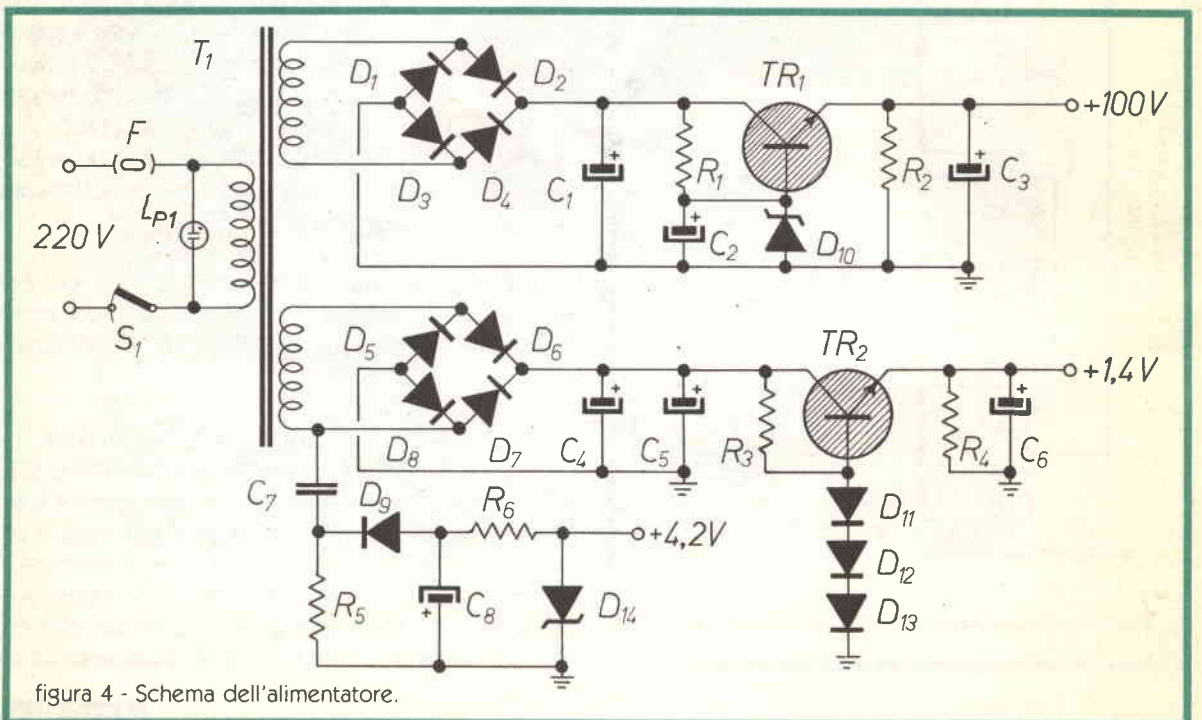 T1
D1
D2
TR1
+100V
F
LP1
D3
D4
C1
R1
C2
D10
R2
C3
220 V
S1
D5
D6
TR2
+1,4V
D8
D7
C4
C5
R3
R4
C6
C7
D9
R6
+4,2V
D11
D12
D13
R5
C8
D14
+
+
+
+
+
+
+
+
figura 4 - Schema dell'alimentatore.